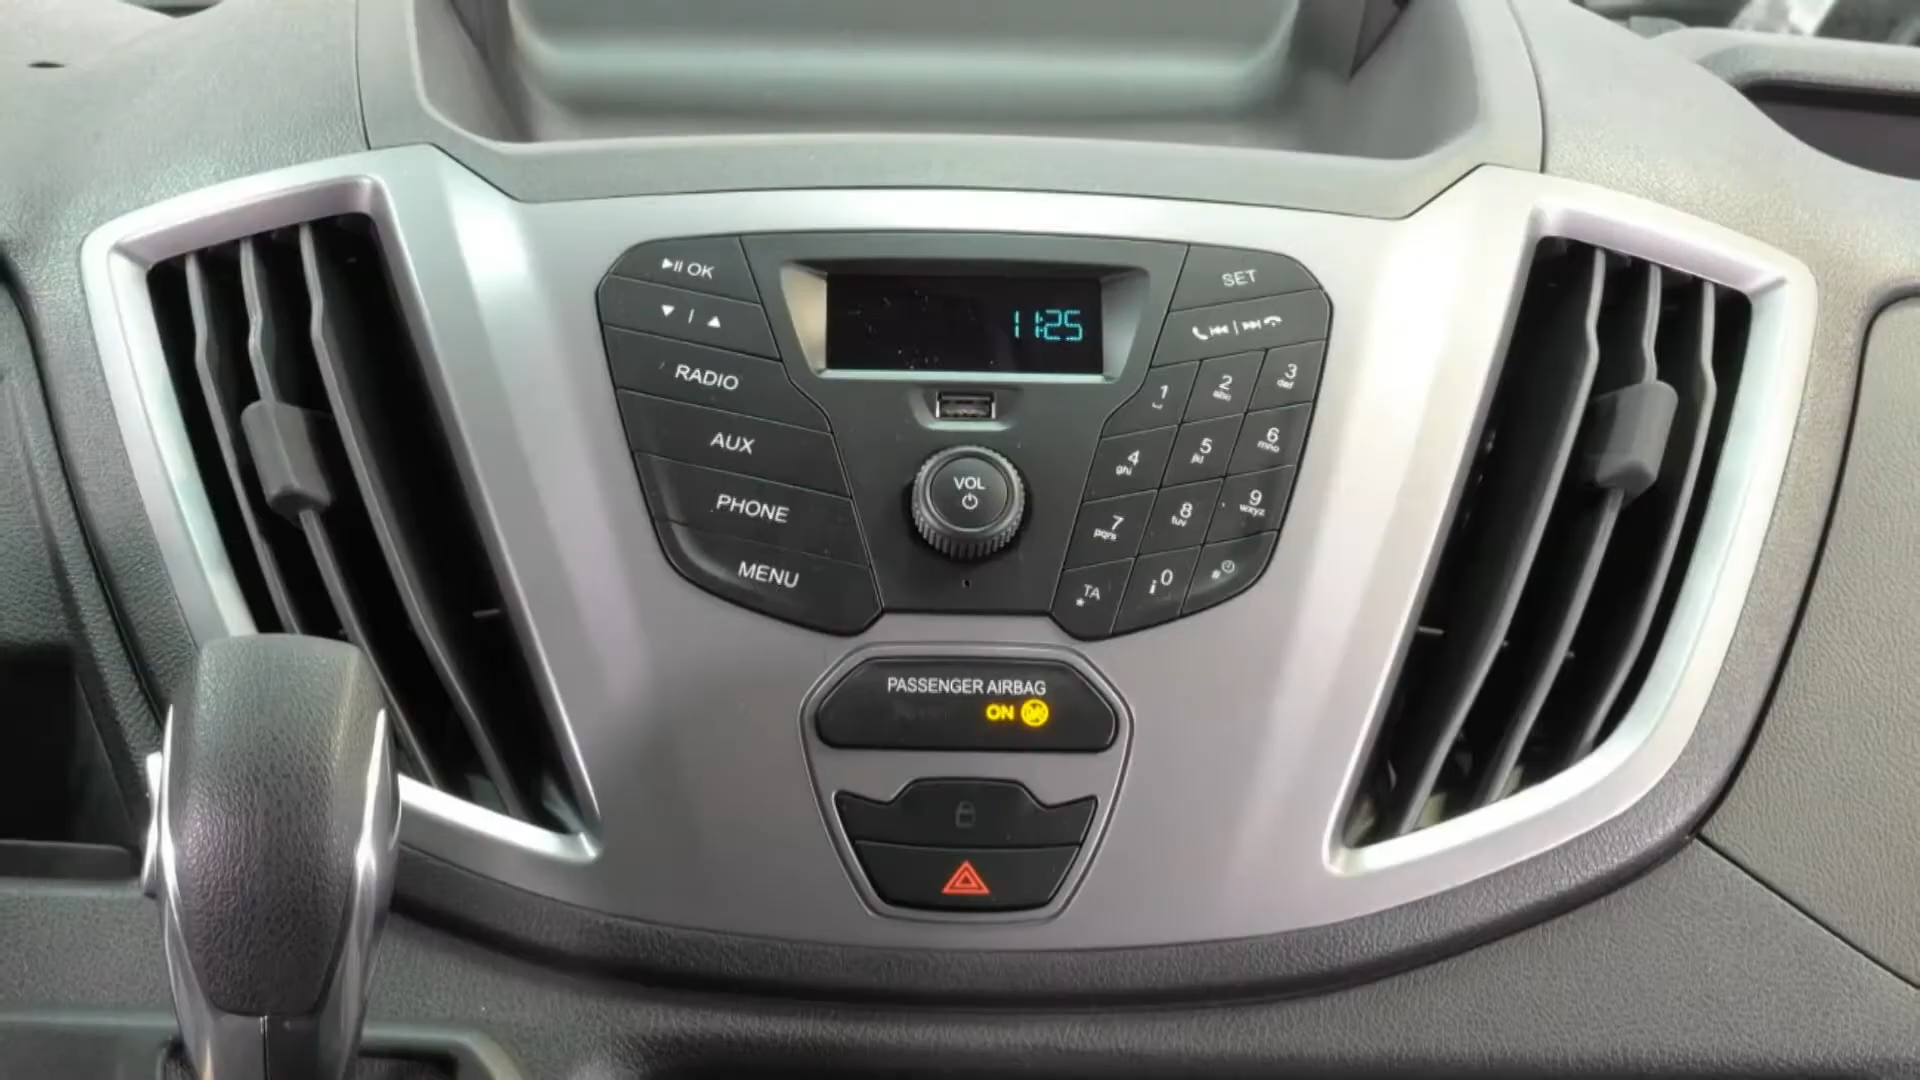 OK
SET
11:25
RADIO
AUX
PHONE
MENU
VOL
1
2 abc
3 def
4 ghi
5 jkl
6 mno
7 pqrs
8 tuv
9 wxyz
TA *
i 0
#
PASSENGER AIRBAG
ON